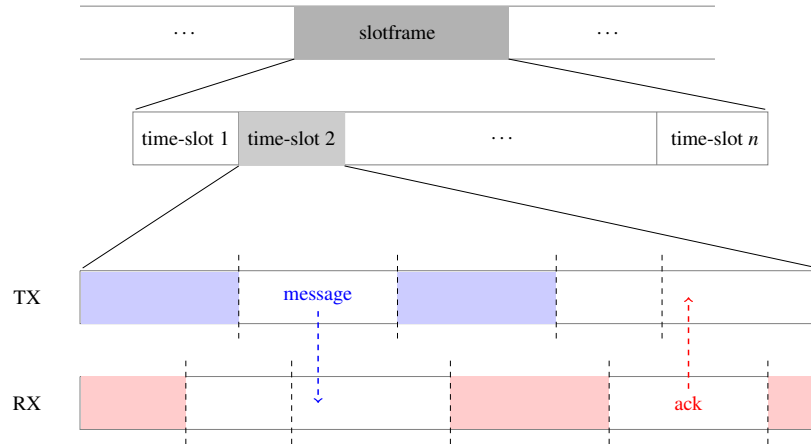 ··· slotframe ···
time-slot 1 time-slot 2 ··· time-slot n
TX message
RX ack